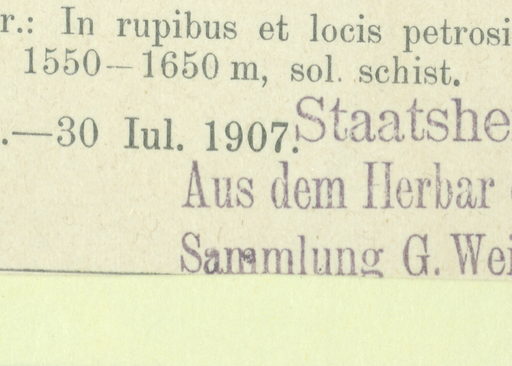 r.: In rupibus et locis petrosi
1550—1650 m, sol. schist.
.—30 Iul. 1907.
Staatshe
Aus dem Herbar
Sammlung G. Wei